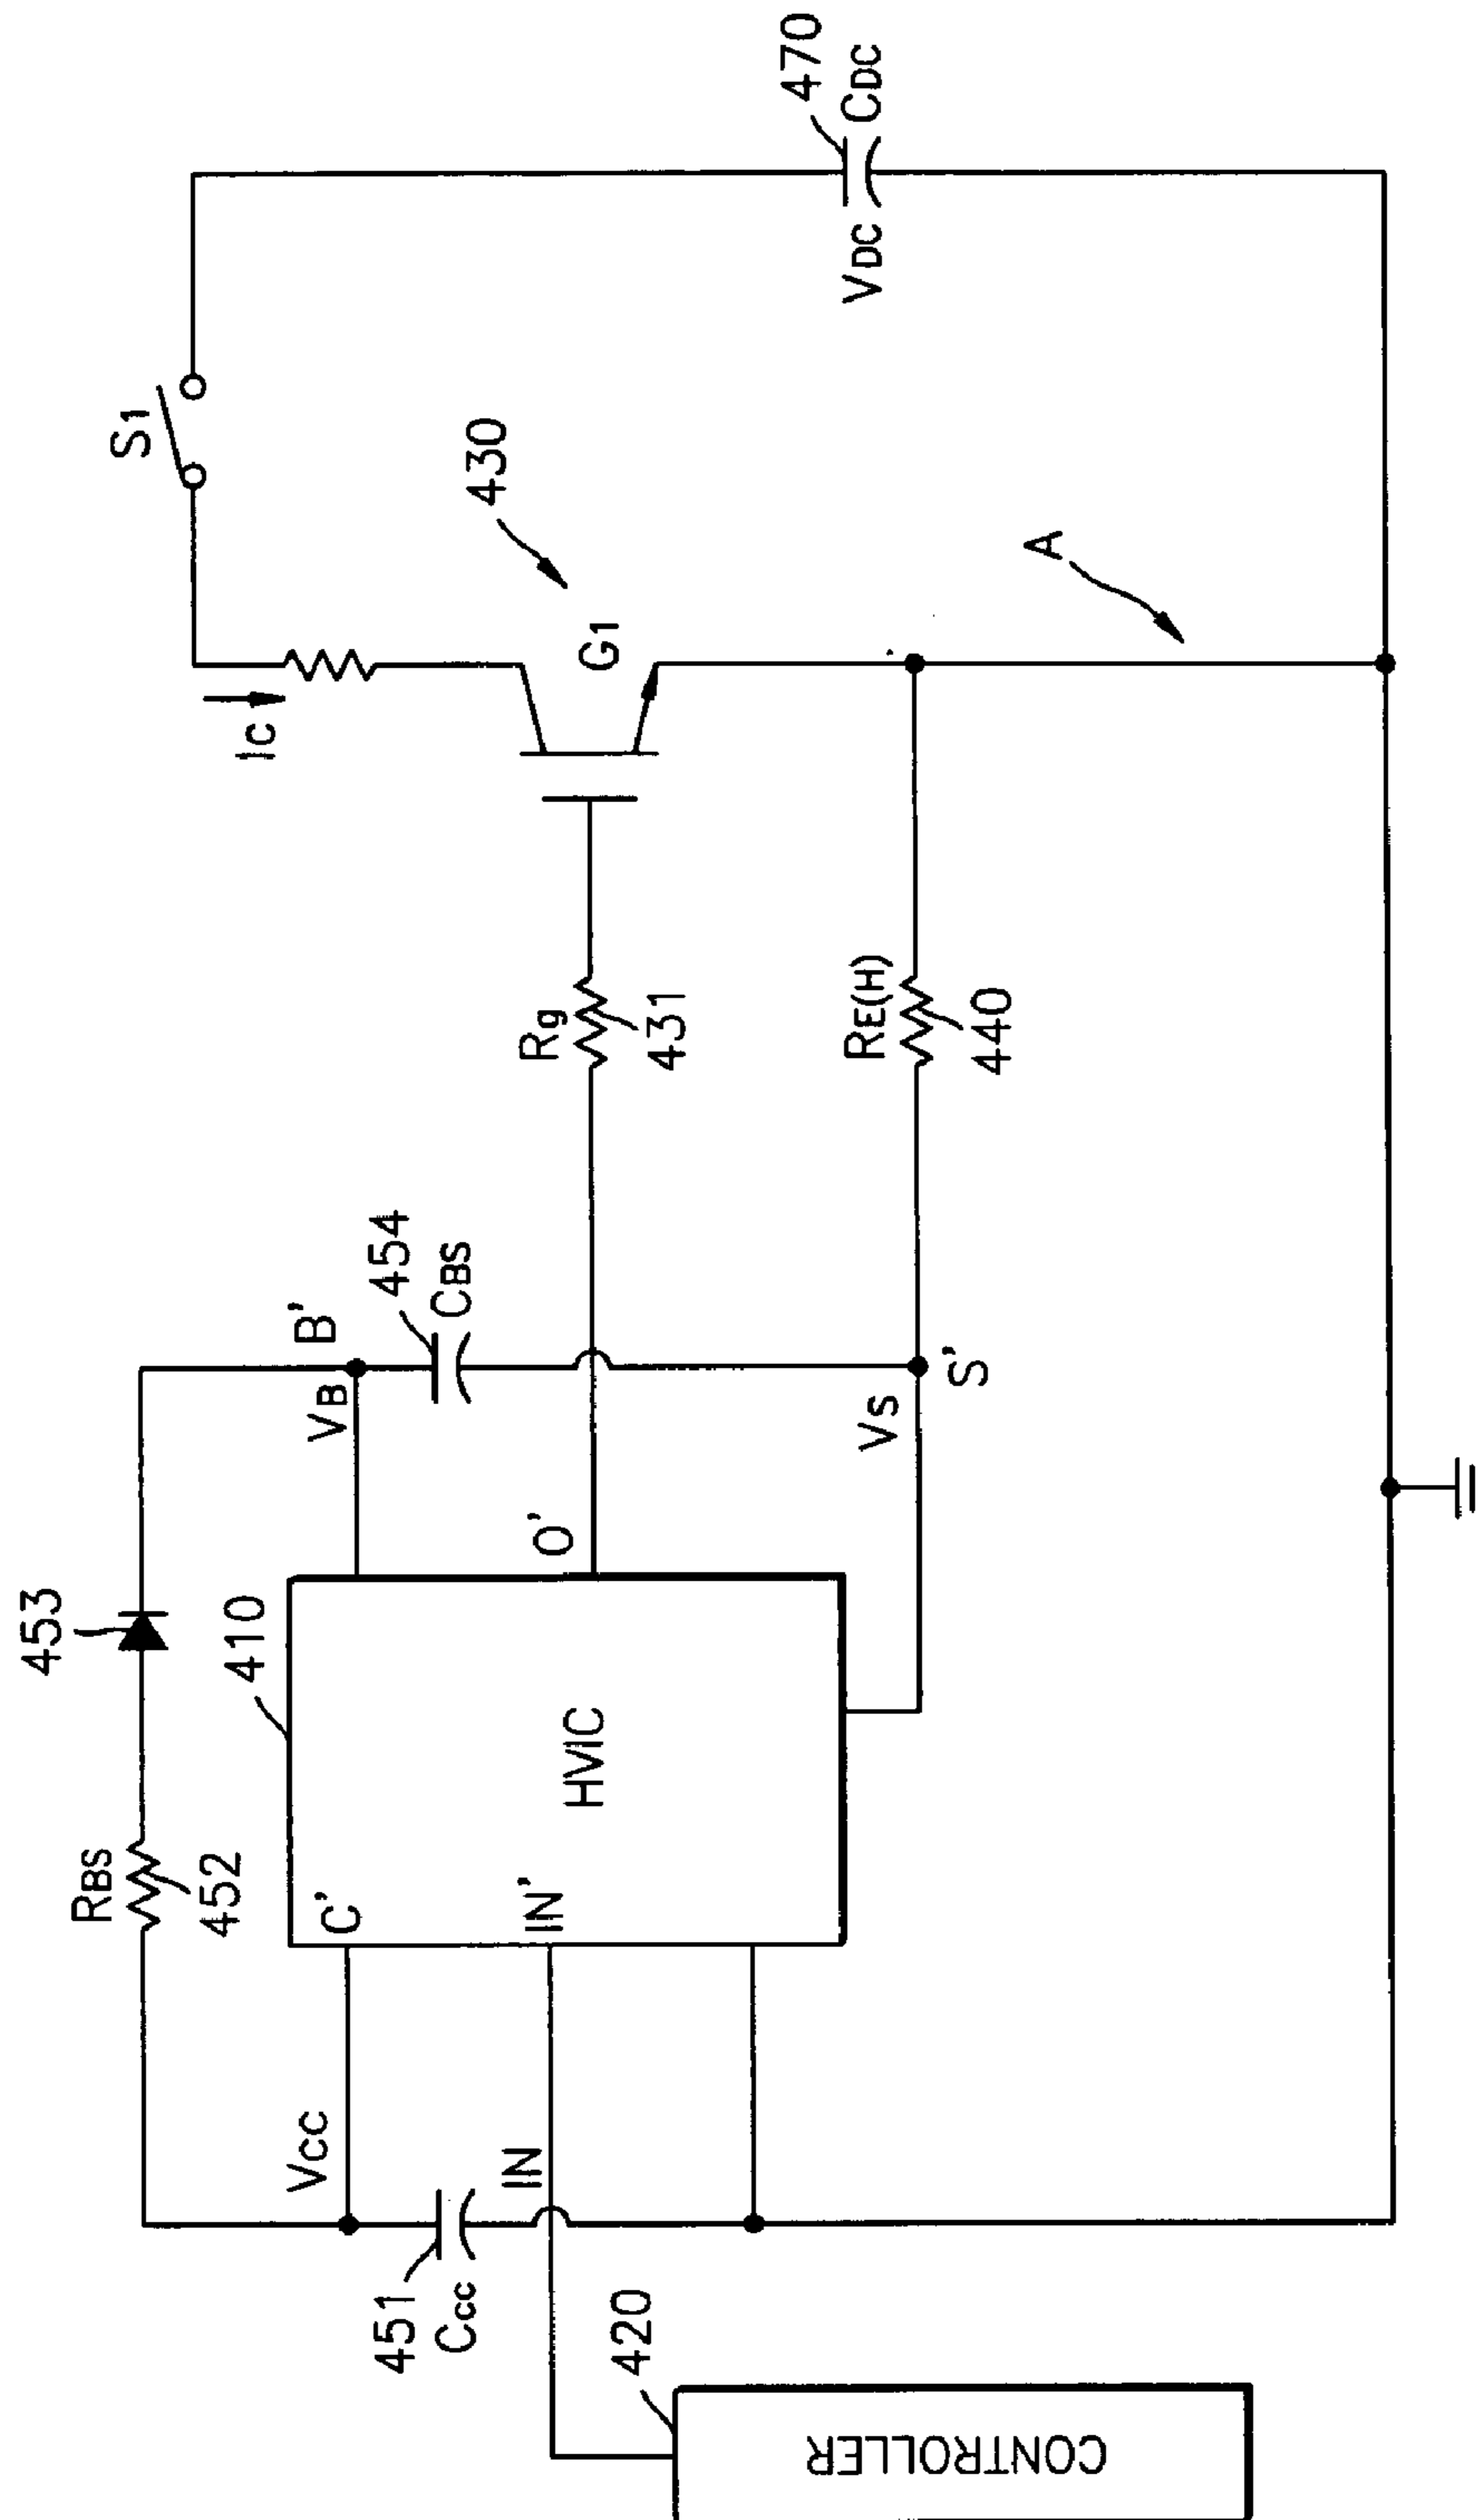 453
RBS
452
410
C'
IN'
HVIC
O'
VB
B'
454
CBS
VS
S'
Rg
431
RE(H)
440
IC
G1
430
S1
A
470
CDC
VDC
VCC
451
CCC
IN
420
CONTROLLER